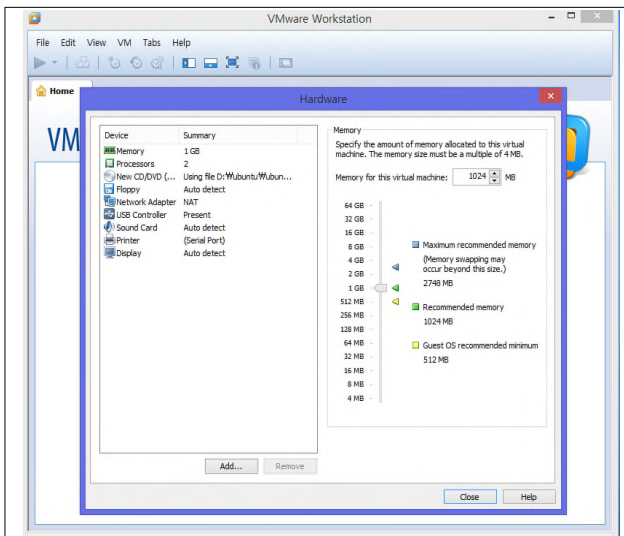 VMware Workstation
File Edit View VM Tabs Help
Home
Hardware
VM
Device Summary
Memory 1 GB
Processors 2
New CD/DVD (... Using file D:₩ubuntu₩ubun...
Floppy Auto detect
Network Adapter NAT
USB Controller Present
Sound Card Auto detect
Printer (Serial Port)
Display Auto detect
Add... Remove
Memory
Specify the amount of memory allocated to this virtual
machine. The memory size must be a multiple of 4 MB.
Memory for this virtual machine: 1024 MB
64 GB
32 GB
16 GB
8 GB
4 GB
2 GB
1 GB
512 MB
256 MB
128 MB
64 MB
32 MB
16 MB
8 MB
4 MB
Maximum recommended memory
(Memory swapping may
occur beyond this size.)
2748 MB
Recommended memory
1024 MB
Guest OS recommended minimum
512 MB
Close Help